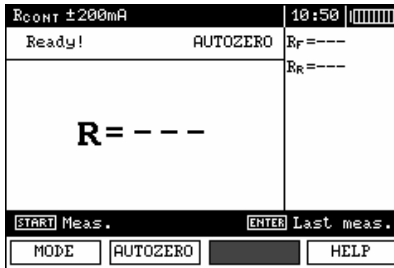 RCONT ±200mA 10:50
Ready! AUTOZERO RF=---
RR=---
R=---
START Meas. ENTER Last meas.
MODE AUTOZERO HELP